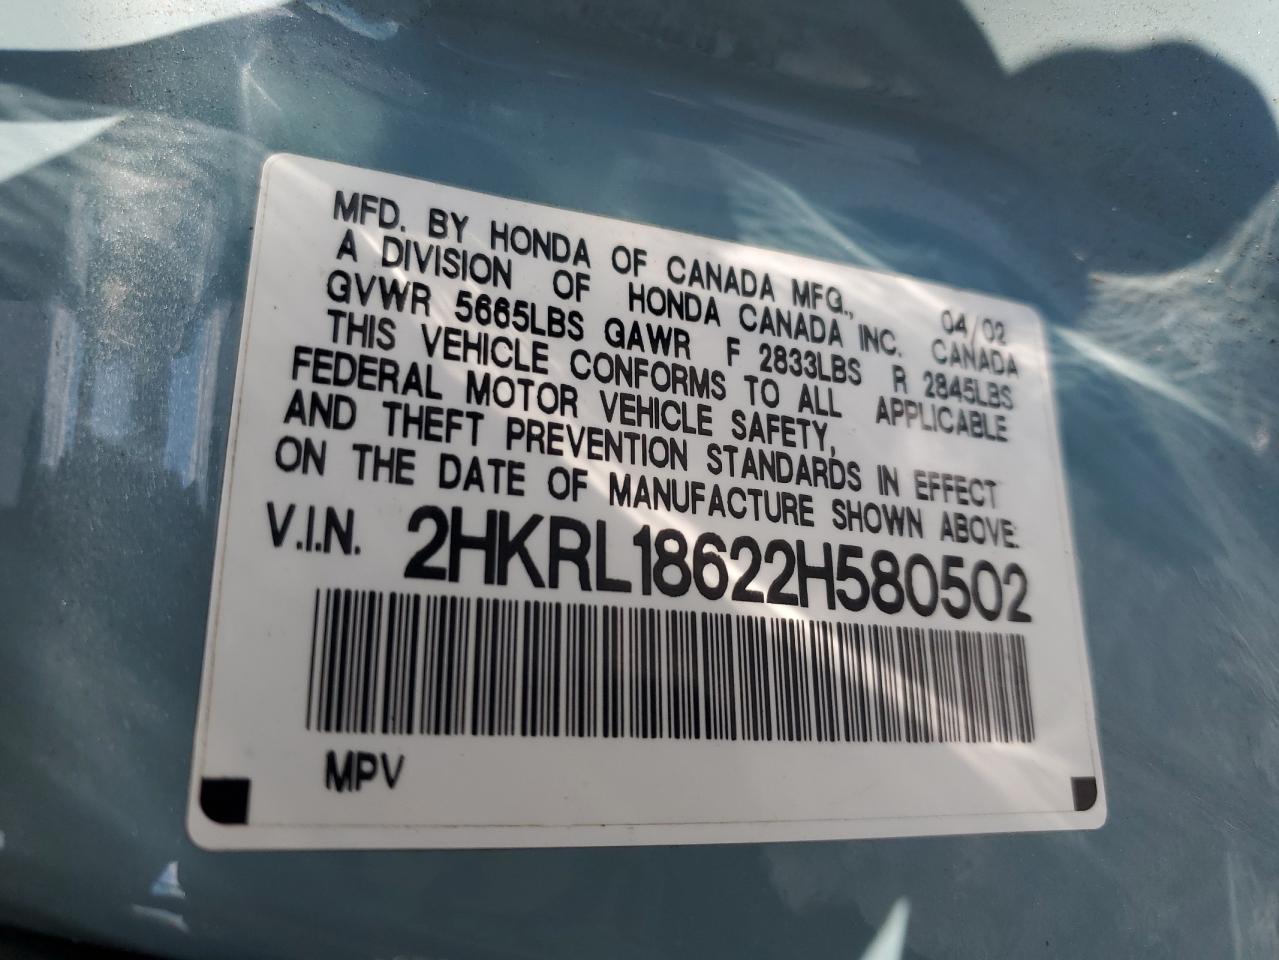 MFD. BY HONDA OF CANADA MFG., 04/02
A DIVISION OF HONDA CANADA INC. CANADA
GVWR 5665LBS GAWR F 2833LBS R 2845LBS
THIS VEHICLE CONFORMS TO ALL APPLICABLE
FEDERAL MOTOR VEHICLE SAFETY,
AND THEFT PREVENTION STANDARDS IN EFFECT
ON THE DATE OF MANUFACTURE SHOWN ABOVE.
V.I.N. 2HKRL18622H580502
MPV